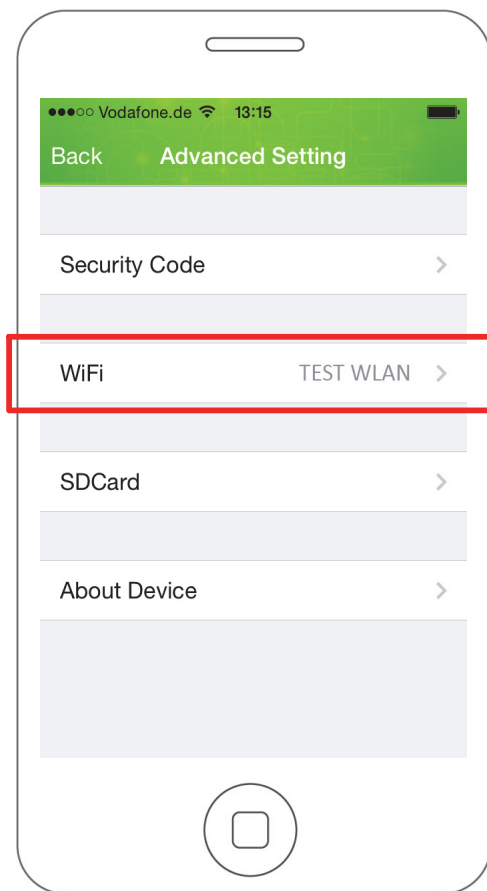 Vodafone.de 13:15
Back Advanced Setting
Security Code
WiFi TEST WLAN
SDCard
About Device